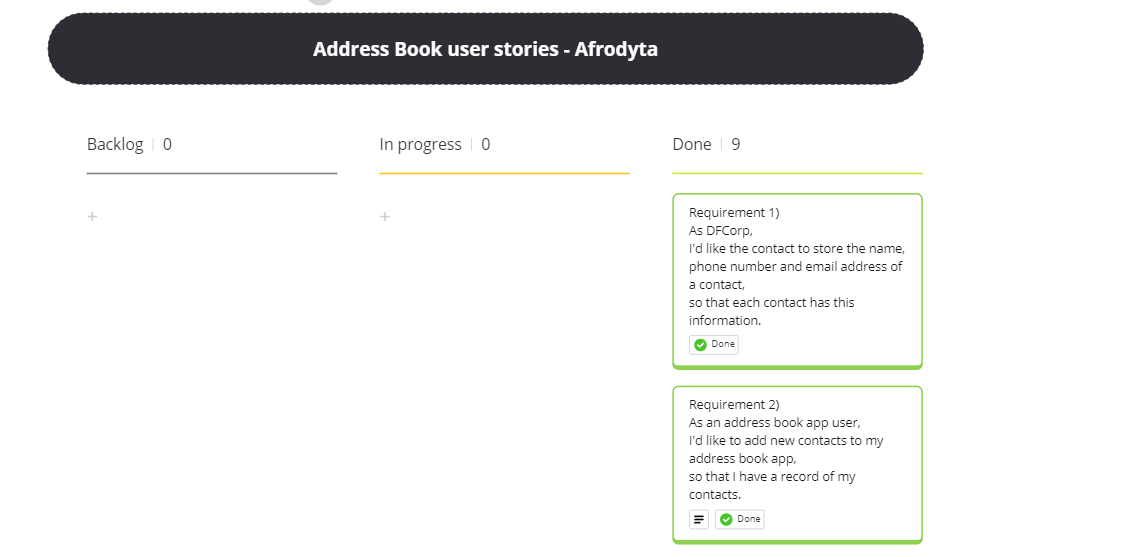 Address Book user stories - Afrodyta
Backlog | 0
In progress | 0
Done | 9
+
+
Requirement 1)
As DFCorp,
I'd like the contact to store the name,
phone number and email address of
a contact,
so that each contact has this
information.
Done
Requirement 2)
As an address book app user,
I'd like to add new contacts to my
address book app,
so that I have a record of my
contacts.
Done